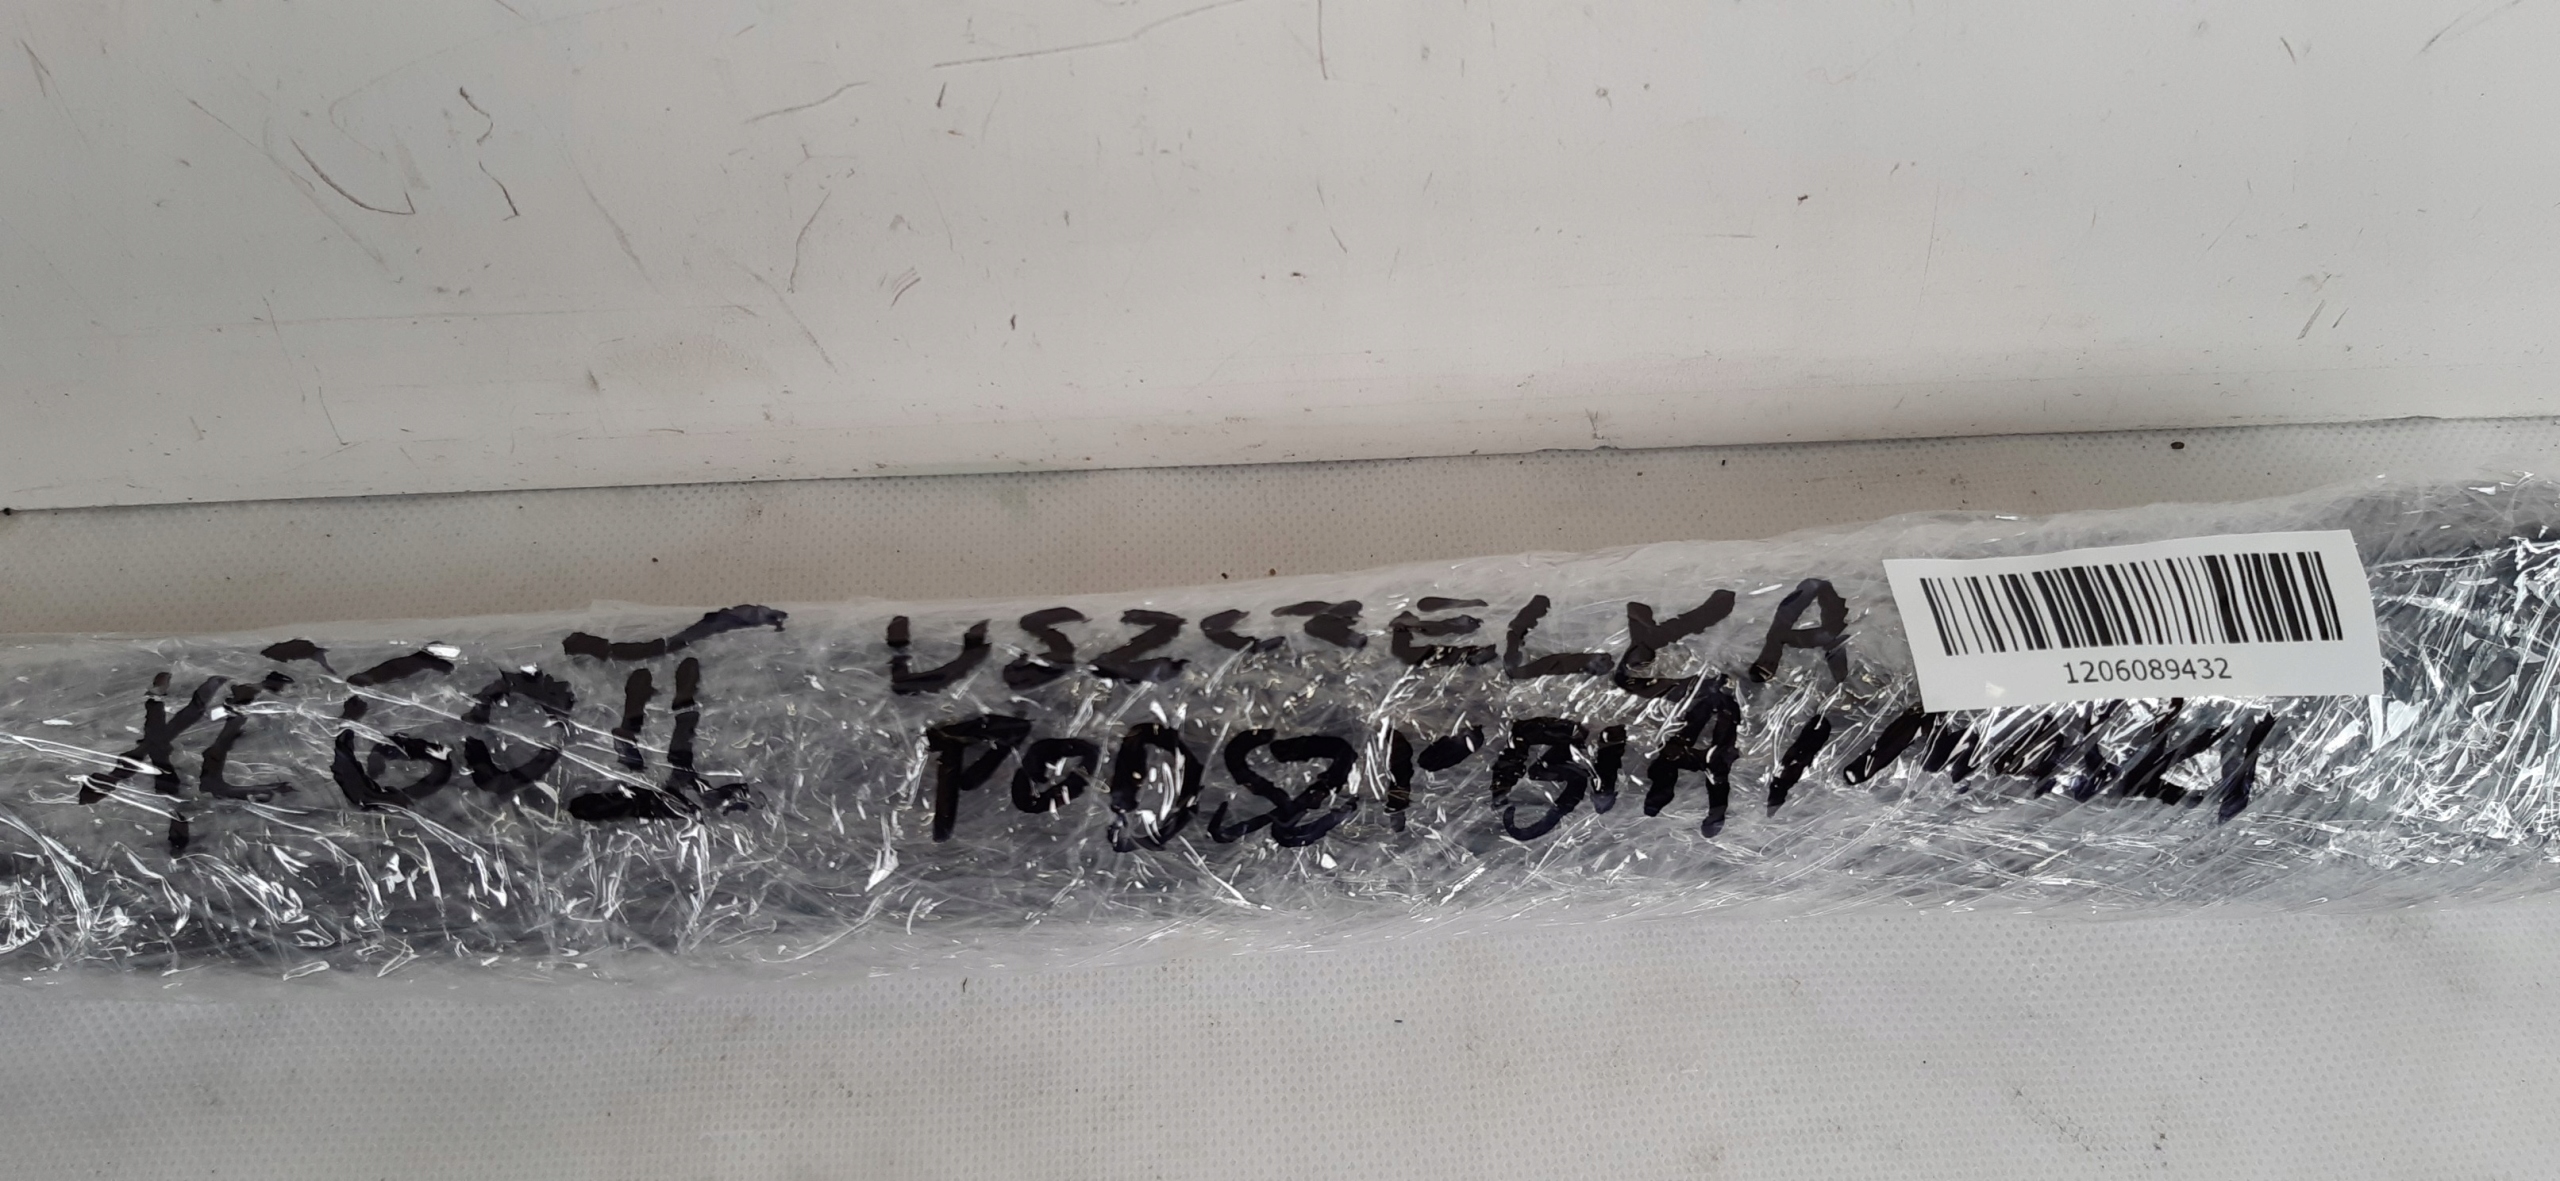 XC60 II USZCZELKA
PODSZYBIA
1206089432